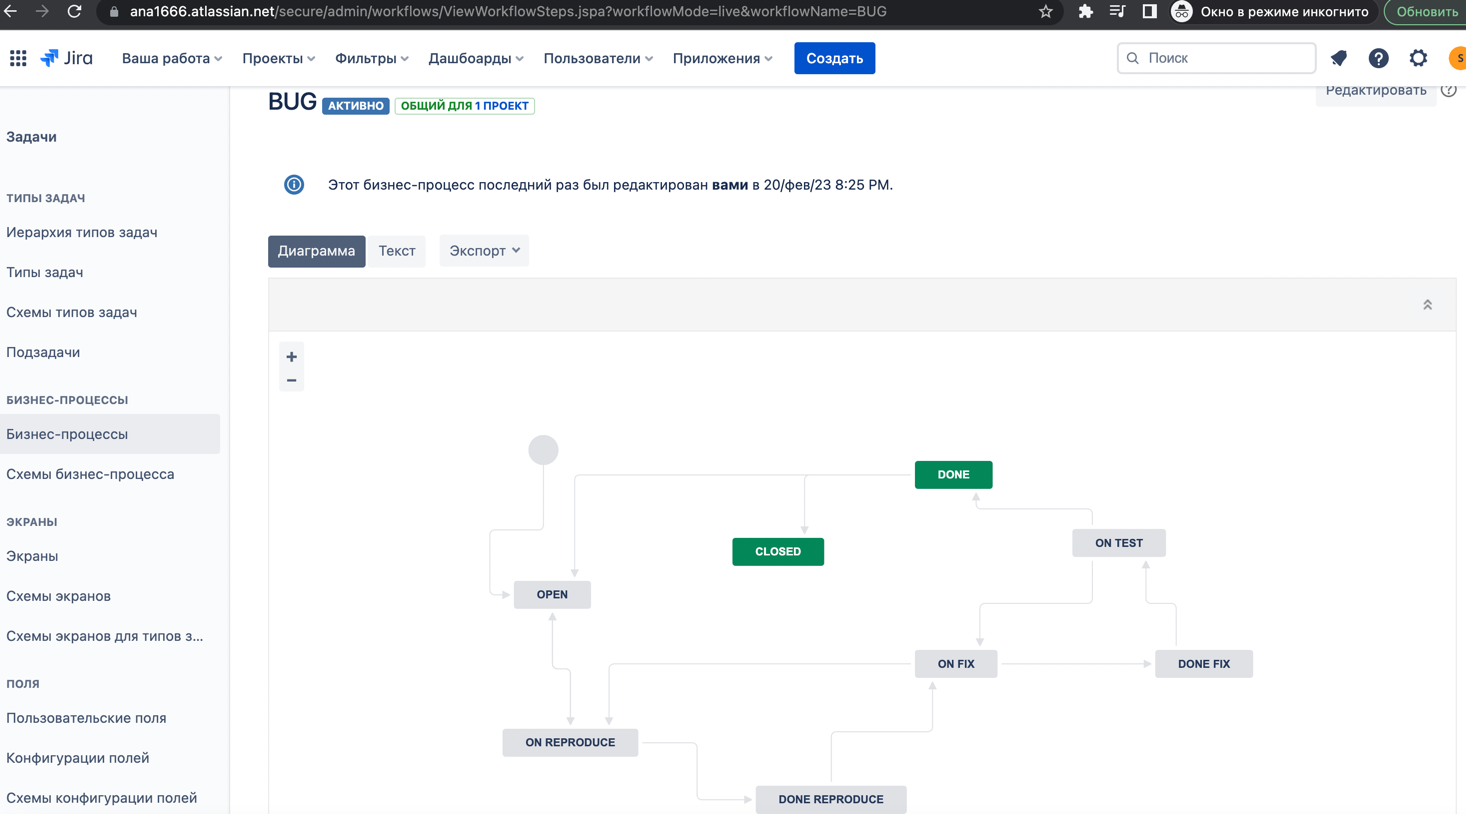 ana1666.atlassian.net/secure/admin/workflows/ViewWorkflowSteps.jspa?workflowMode=live&workflowName=BUG
Окно в режиме инкогнито
Обновить
Jira
Ваша работа
Проекты
Фильтры
Дашборды
Пользователи
Приложения
Создать
Поиск
?
S
BUG
АКТИВНО
ОБЩИЙ ДЛЯ 1 ПРОЕКТ
Редактировать
?
Задачи
ТИПЫ ЗАДАЧ
Иерархия типов задач
Типы задач
Схемы типов задач
Подзадачи
БИЗНЕС-ПРОЦЕССЫ
Бизнес-процессы
Схемы бизнес-процесса
ЭКРАНЫ
Экраны
Схемы экранов
Схемы экранов для типов з...
ПОЛЯ
Пользовательские поля
Конфигурации полей
Схемы конфигурации полей
Этот бизнес-процесс последний раз был редактирован вами в 20/фев/23 8:25 PM.
Диаграмма
Текст
Экспорт
+
−
DONE
ON TEST
CLOSED
OPEN
ON FIX
DONE FIX
ON REPRODUCE
DONE REPRODUCE